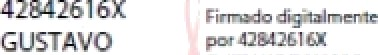 42842616X
GUSTAVO
Firmado digitalmente
por 42842616X